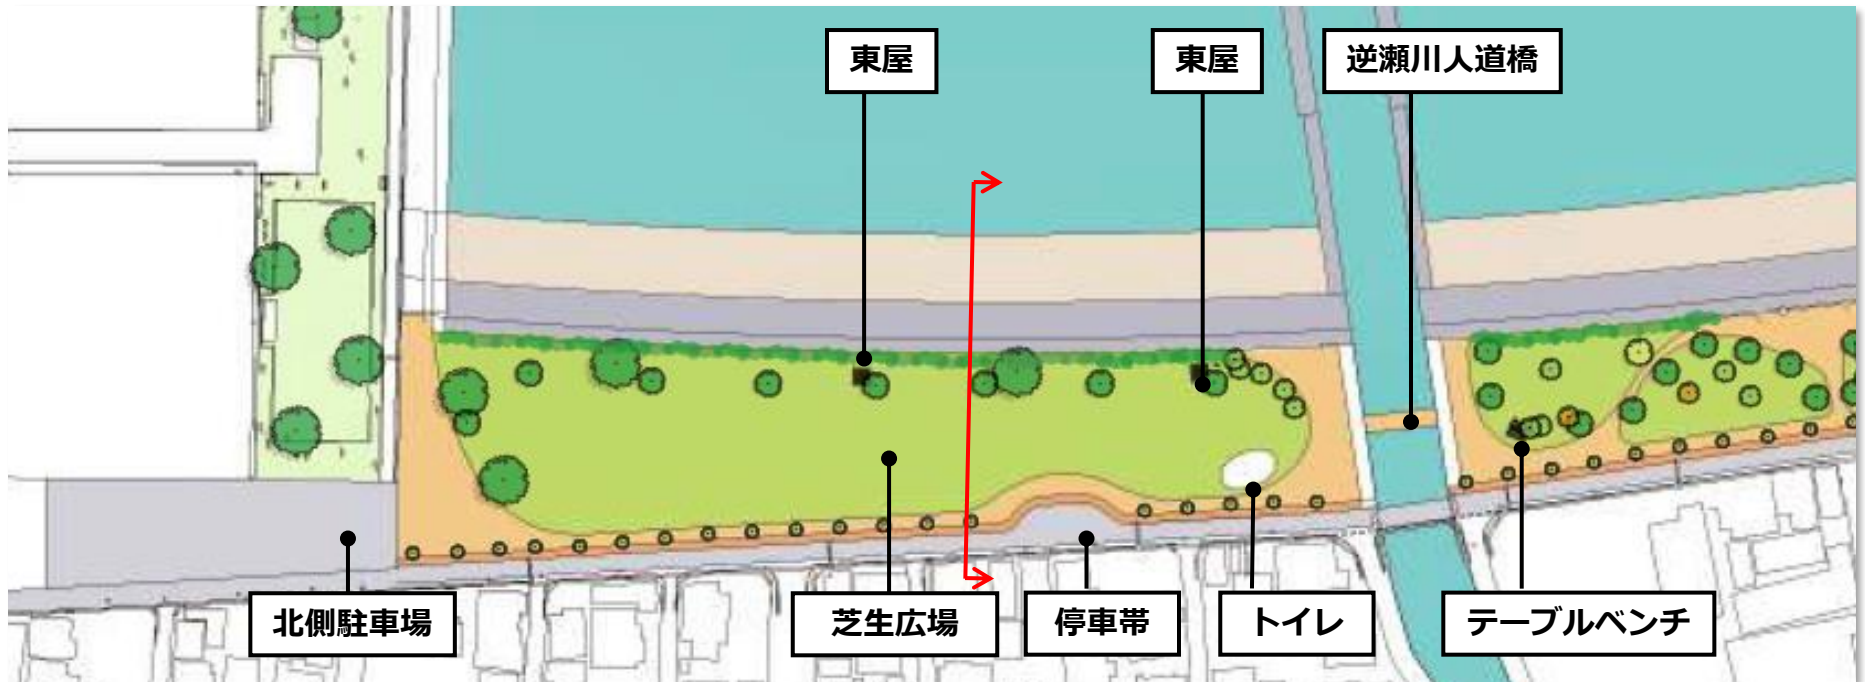 東屋
東屋
逆瀬川人道橋
北側駐車場
芝生広場
停車帯
トイレ
テーブルベンチ